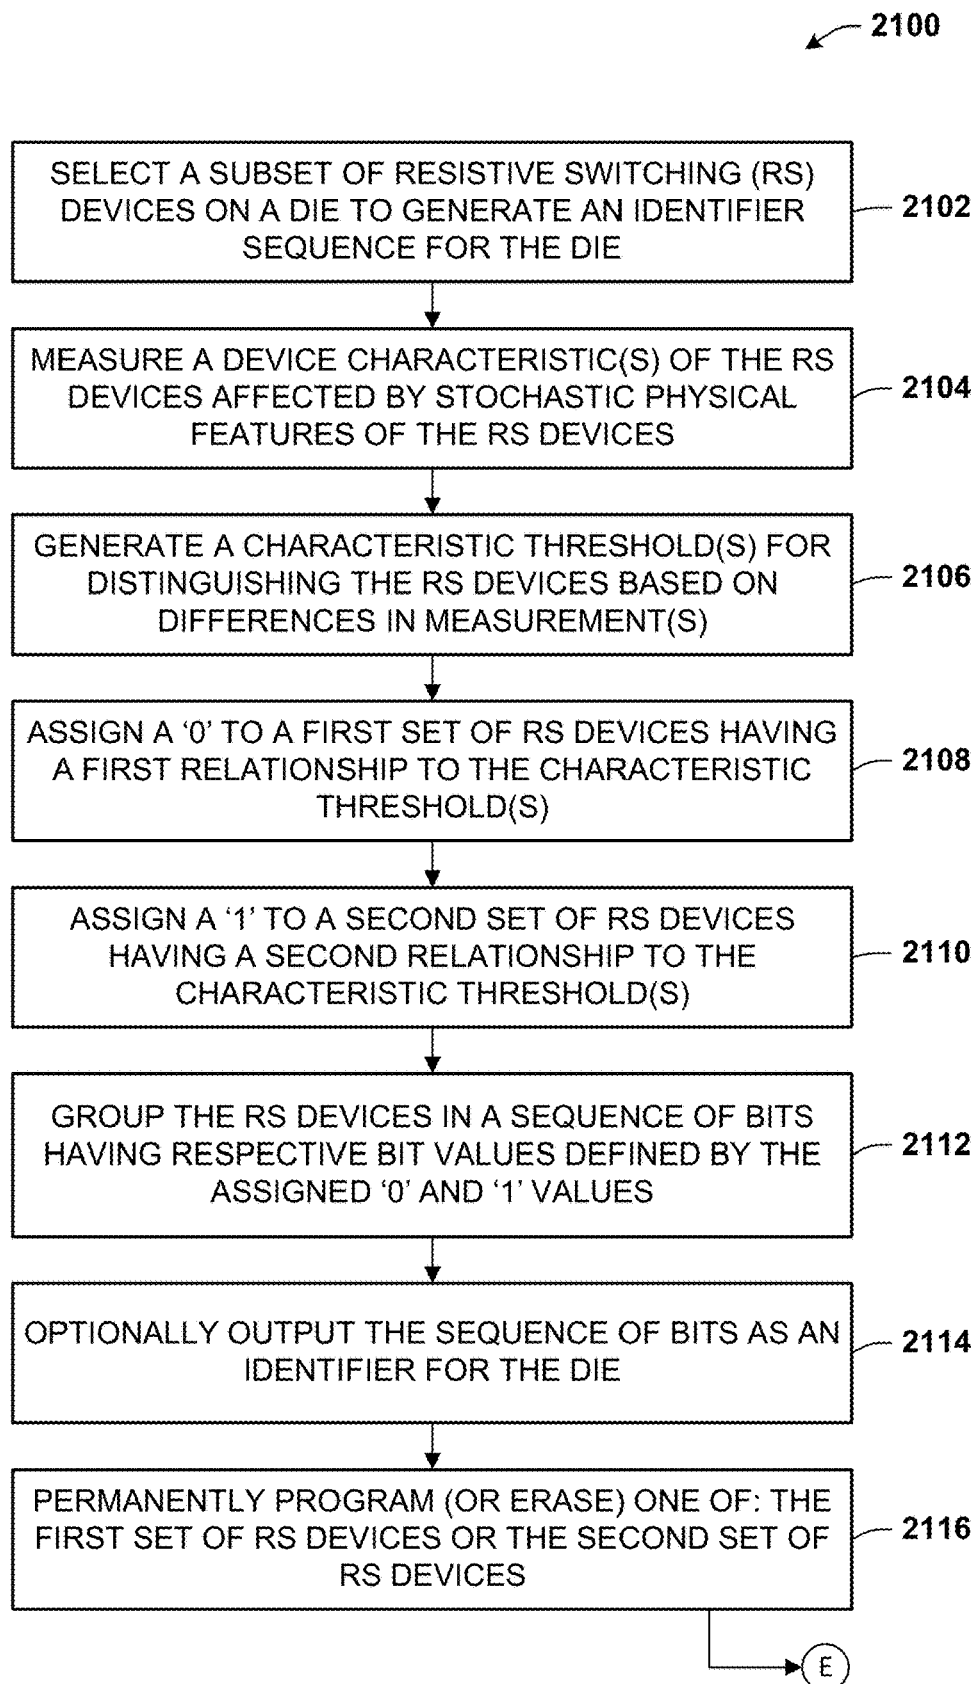 2100
SELECT A SUBSET OF RESISTIVE SWITCHING (RS)
DEVICES ON A DIE TO GENERATE AN IDENTIFIER
SEQUENCE FOR THE DIE
2102
MEASURE A DEVICE CHARACTERISTIC(S) OF THE RS
DEVICES AFFECTED BY STOCHASTIC PHYSICAL
FEATURES OF THE RS DEVICES
2104
GENERATE A CHARACTERISTIC THRESHOLD(S) FOR
DISTINGUISHING THE RS DEVICES BASED ON
DIFFERENCES IN MEASUREMENT(S)
2106
ASSIGN A ‘0’ TO A FIRST SET OF RS DEVICES HAVING
A FIRST RELATIONSHIP TO THE CHARACTERISTIC
THRESHOLD(S)
2108
ASSIGN A ‘1’ TO A SECOND SET OF RS DEVICES
HAVING A SECOND RELATIONSHIP TO THE
CHARACTERISTIC THRESHOLD(S)
2110
GROUP THE RS DEVICES IN A SEQUENCE OF BITS
HAVING RESPECTIVE BIT VALUES DEFINED BY THE
ASSIGNED ‘0’ AND ‘1’ VALUES
2112
OPTIONALLY OUTPUT THE SEQUENCE OF BITS AS AN
IDENTIFIER FOR THE DIE
2114
PERMANENTLY PROGRAM (OR ERASE) ONE OF: THE
FIRST SET OF RS DEVICES OR THE SECOND SET OF
RS DEVICES
2116
E